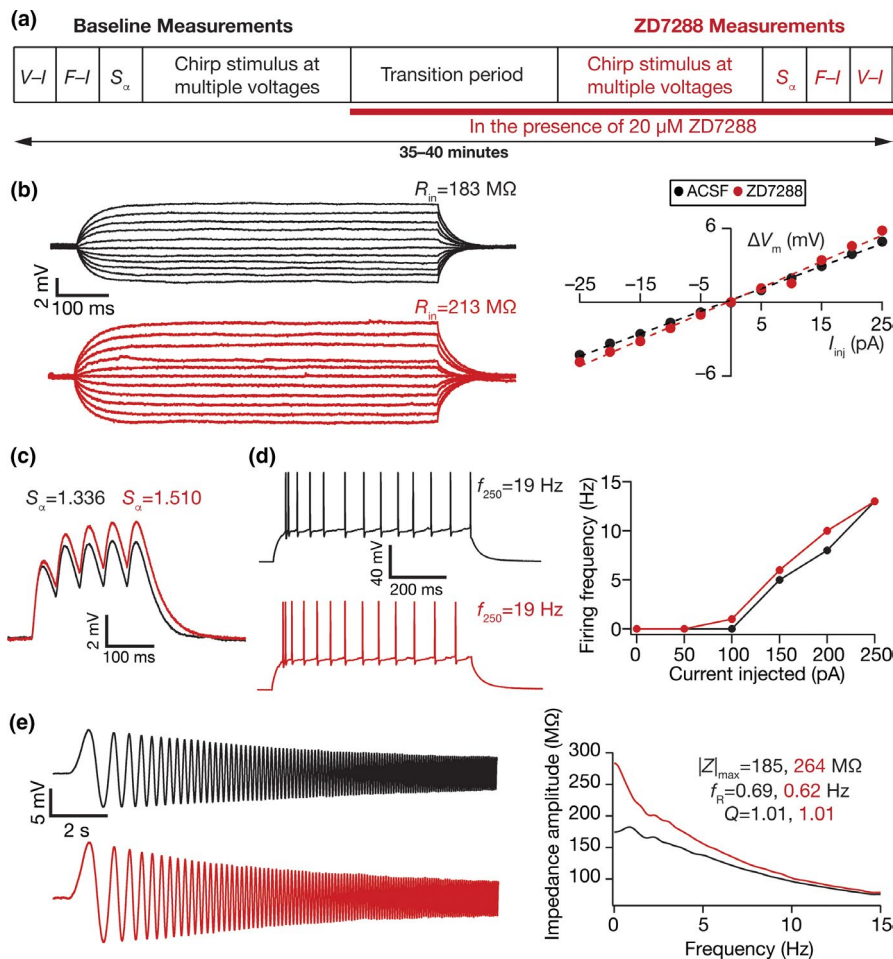 (a)
Baseline Measurements
ZD7288 Measurements
V–I
F–I
Sα
Chirp stimulus at
multiple voltages
Transition period
Chirp stimulus at
multiple voltages
Sα
F–I
V–I
In the presence of 20 µM ZD7288
35–40 minutes
(b)
Rin=183 MΩ
2 mV
100 ms
Rin=213 MΩ
ACSF
ZD7288
6
ΔVm (mV)
−25
−15
−5
5
15
25
Iinj (pA)
−6
(c)
Sα=1.336
Sα=1.510
2 mV
100 ms
(d)
f250=19 Hz
40 mV
200 ms
f250=19 Hz
Firing frequency (Hz)
15
10
5
0
0
50
100
150
200
250
Current injected (pA)
(e)
5 mV
2 s
Impedance amplitude (MΩ)
300
250
200
150
100
|Z|max=185, 264 MΩ
fR=0.69, 0.62 Hz
Q=1.01, 1.01
0
5
10
15
Frequency (Hz)